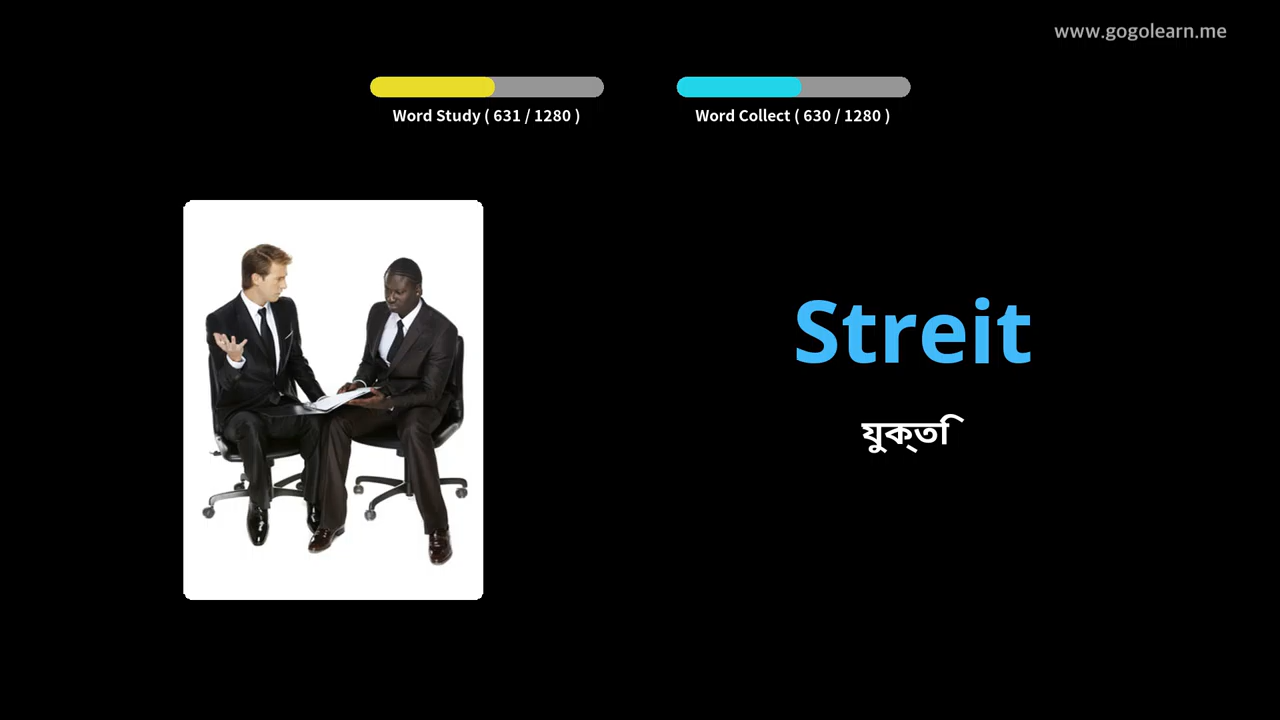 www.gogolearn.me
Word Study ( 631 / 1280 )
Word Collect ( 630 / 1280 )
Streit
যুক্তি